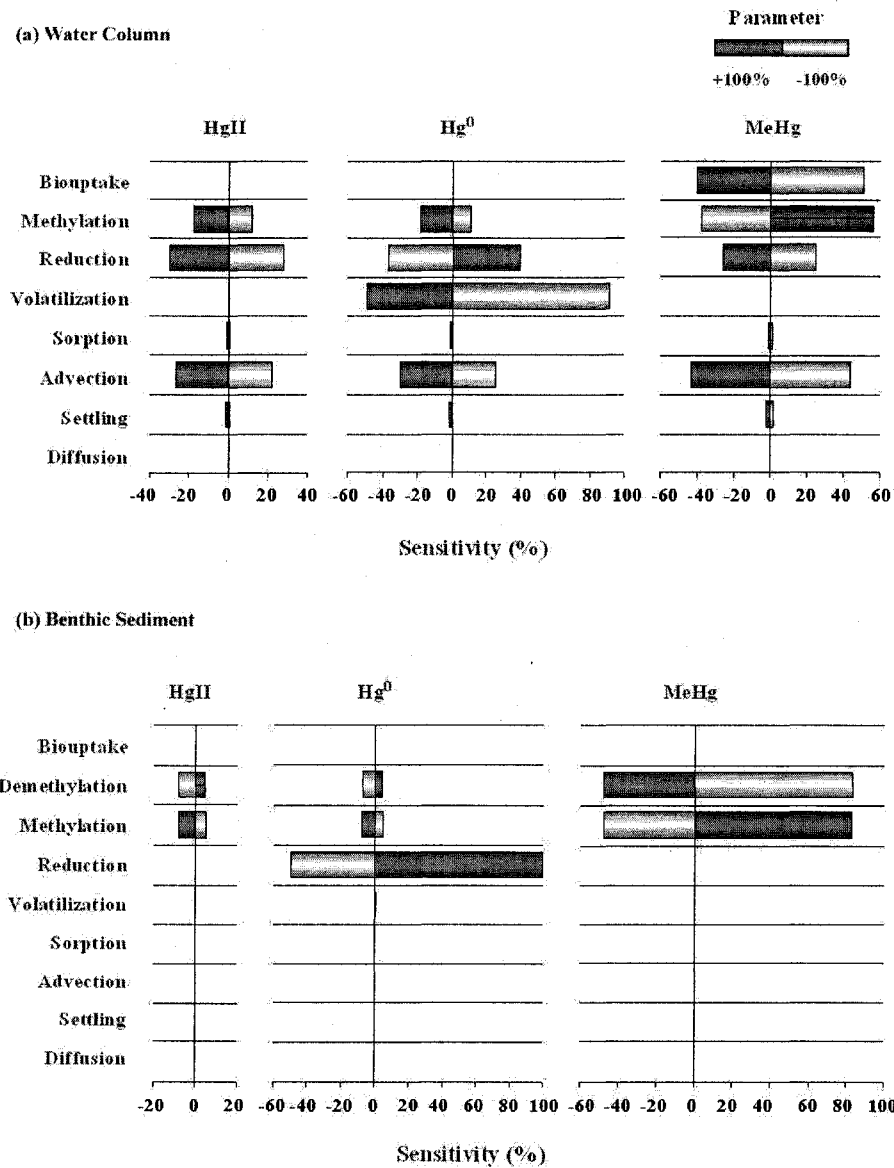 Parameter
(a) Water Column
+100% -100%
HgII Hg⁰ MeHg
Biouptake
Methylation
Reduction
Volatilization
Sorption
Advection
Settling
Diffusion
-40 -20 0 20 40 -60 -40 -20 0 20 40 60 80 100 -60 -40 -20 0 20 40 60
Sensitivity (%)
(b) Benthic Sediment
HgII Hg⁰ MeHg
Biouptake
Demethylation
Methylation
Reduction
Volatilization
Sorption
Advection
Settling
Diffusion
-20 0 20 -60 -40 -20 0 20 40 60 80 100 -60 -40 -20 0 20 40 60 80 100
Sensitivity (%)